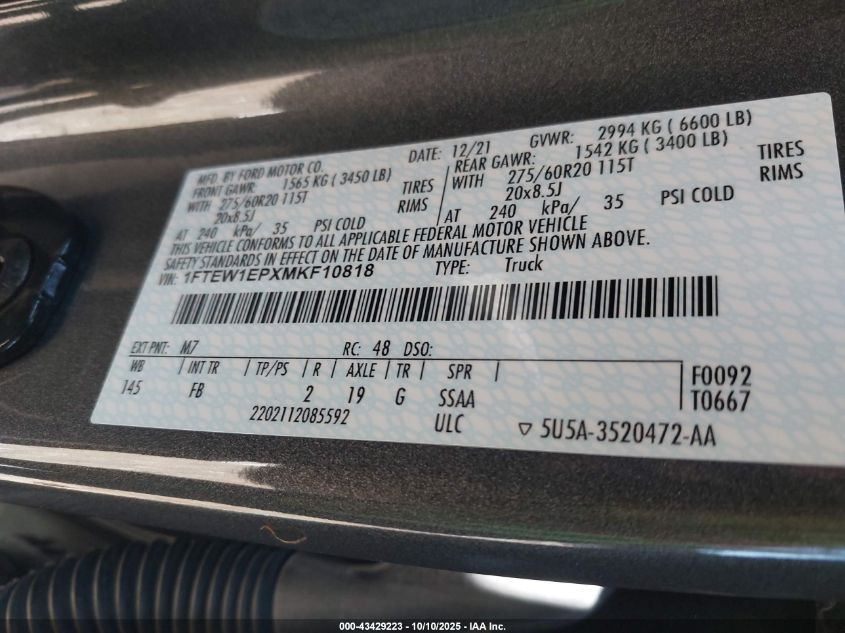 MFD. BY FORD MOTOR CO. DATE: 12/21 GVWR: 2994 KG ( 6600 LB)
FRONT GAWR: 1565 KG ( 3450 LB) REAR GAWR: 1542 KG ( 3400 LB)
WITH 275/60R20 115T TIRES WITH 275/60R20 115T TIRES
20x8.5J RIMS 20x8.5J RIMS
AT 240 kPa/ 35 PSI COLD AT 240 kPa/ 35 PSI COLD
THIS VEHICLE CONFORMS TO ALL APPLICABLE FEDERAL MOTOR VEHICLE
SAFETY STANDARDS IN EFFECT ON THE DATE OF MANUFACTURE SHOWN ABOVE.
VIN: 1FTEW1EPXMKF10818 TYPE: Truck
EXT PNT: M7 RC: 48 DSO:
WB INT TR TP/PS R AXLE TR SPR F0092
145 FB 2 19 G SSAA T0667
2202112085592 ULC ▽ 5U5A-3520472-AA
000-43429223 - 10/10/2025 - IAA Inc.